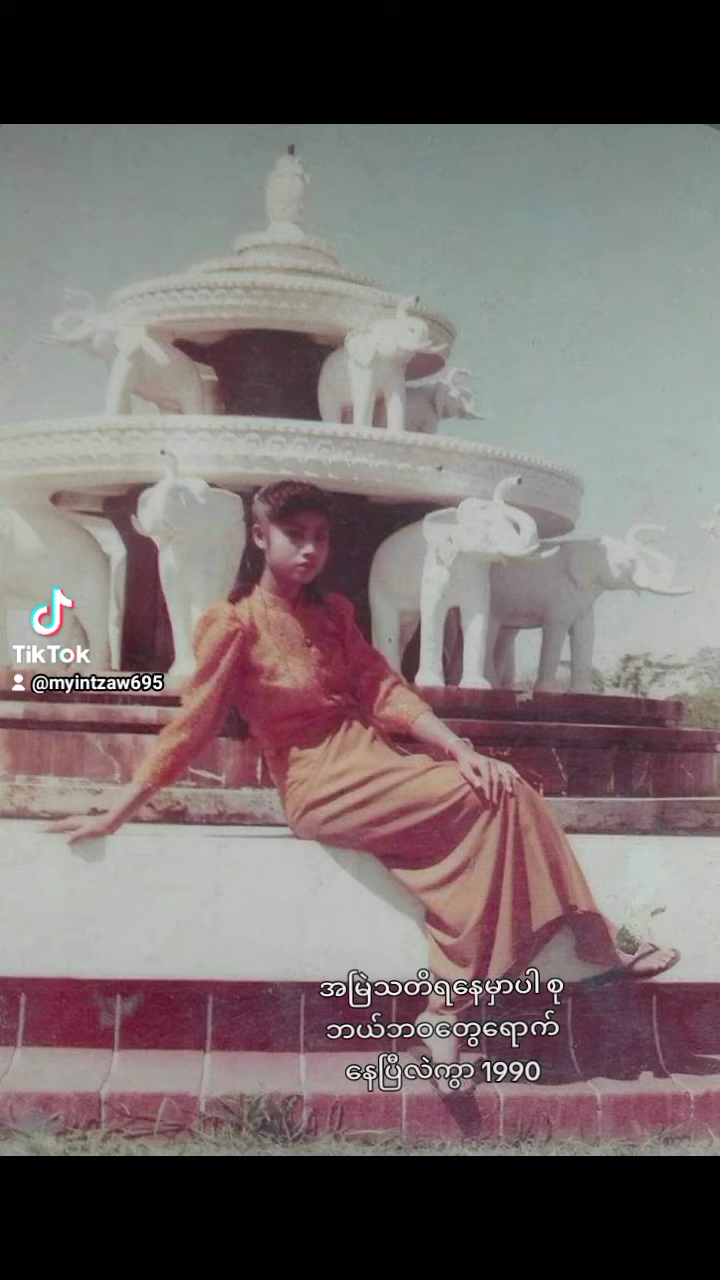 TikTok
@myintzaw695
အမြဲသတိရနေမှာပါ စု
ဘယ်ဘဝတွေရောက်
နေပြီလဲကွာ 1990